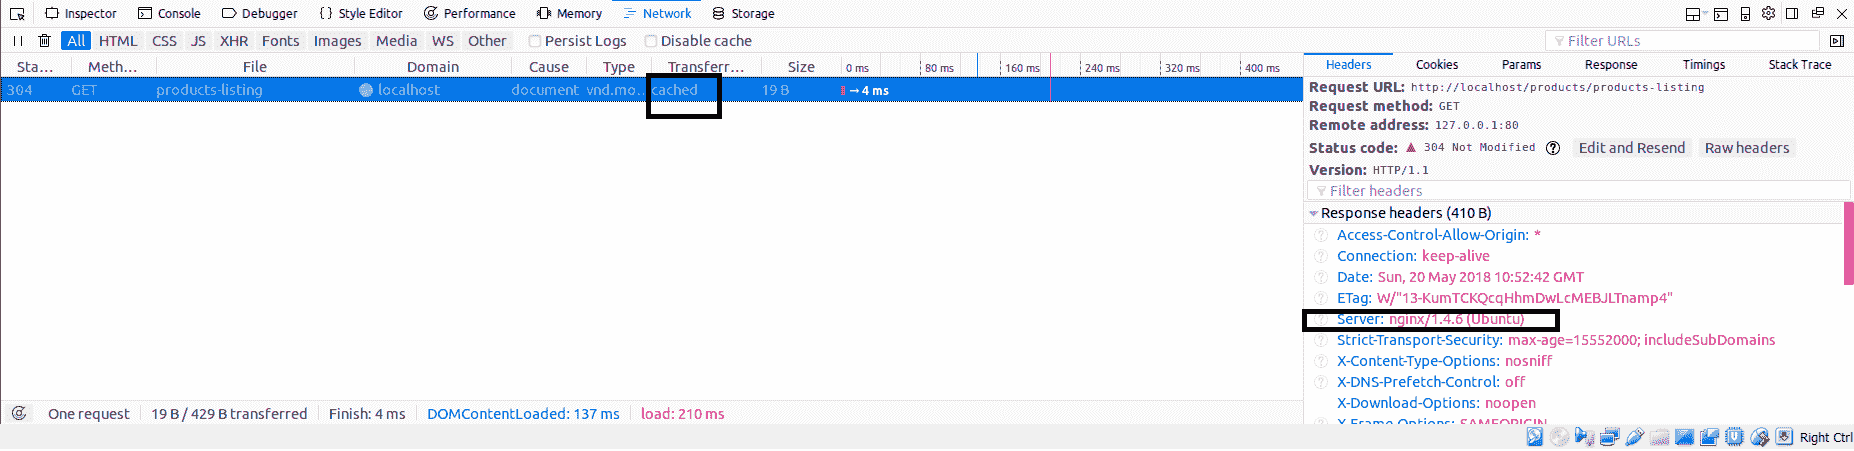 Inspector Console Debugger {} Style Editor Performance Memory Network Storage
All HTML CSS JS XHR Fonts Images Media WS Other Persist Logs Disable cache Filter URLs
Sta... Meth... File Domain Cause Type Transferr... Size 0 ms 80 ms 160 ms 240 ms 320 ms 400 ms
304 GET products-listing localhost document vnd.mo... cached 19 B → 4 ms
One request 19 B / 429 B transferred Finish: 4 ms DOMContentLoaded: 137 ms load: 210 ms
Headers Cookies Params Response Timings Stack Trace
Request URL: http://localhost/products/products-listing
Request method: GET
Remote address: 127.0.0.1:80
Status code: 304 Not Modified Edit and Resend Raw headers
Version: HTTP/1.1
Filter headers
Response headers (410 B)
Access-Control-Allow-Origin: *
Connection: keep-alive
Date: Sun, 20 May 2018 10:52:42 GMT
ETag: W/"13-KumTCKQcqHhmDwLcMEBJLTnamp4"
Server: nginx/1.4.6 (Ubuntu)
Strict-Transport-Security: max-age=15552000; includeSubDomains
X-Content-Type-Options: nosniff
X-DNS-Prefetch-Control: off
X-Download-Options: noopen
X-Frame-Options: SAMEORIGIN
Right Ctrl